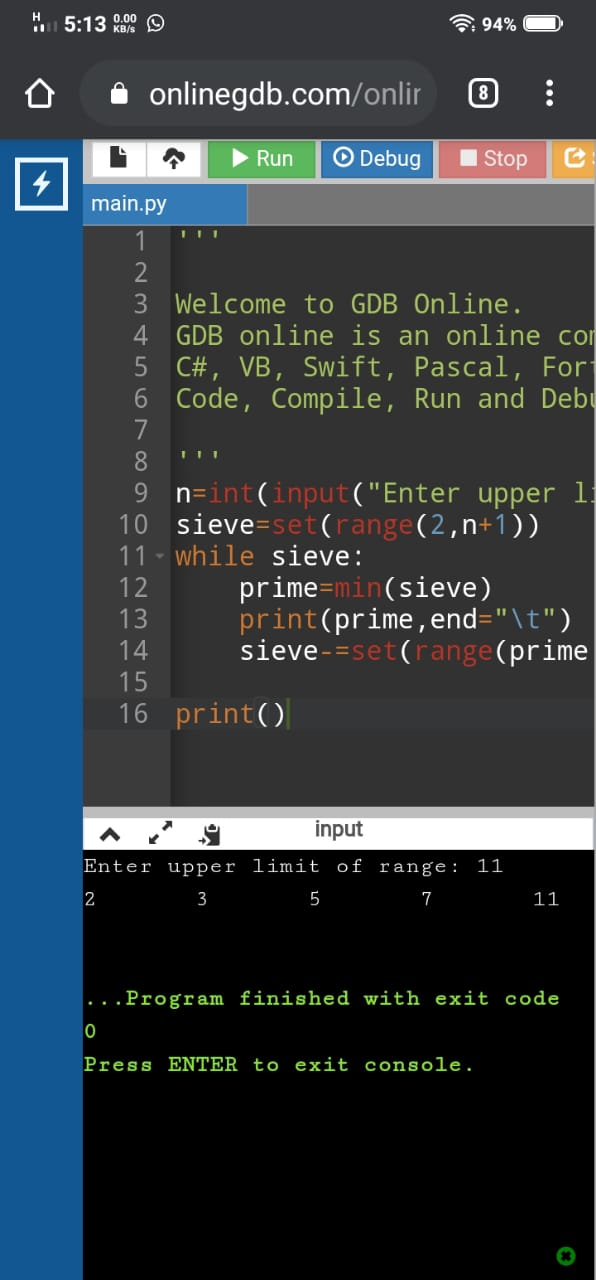 H
5:13 0.00 KB/s
94%
onlinegdb.com/onlin
8
Run Debug Stop
main.py
1 '''
2
3 Welcome to GDB Online.
4 GDB online is an online com
5 C#, VB, Swift, Pascal, Fort
6 Code, Compile, Run and Debu
7
8 '''
9 n=int(input("Enter upper li
10 sieve=set(range(2,n+1))
11 while sieve:
12     prime=min(sieve)
13     print(prime,end="\t")
14     sieve-=set(range(prime
15
16 print()
input
Enter upper limit of range: 11
2 3 5 7 11
...Program finished with exit code
0
Press ENTER to exit console.